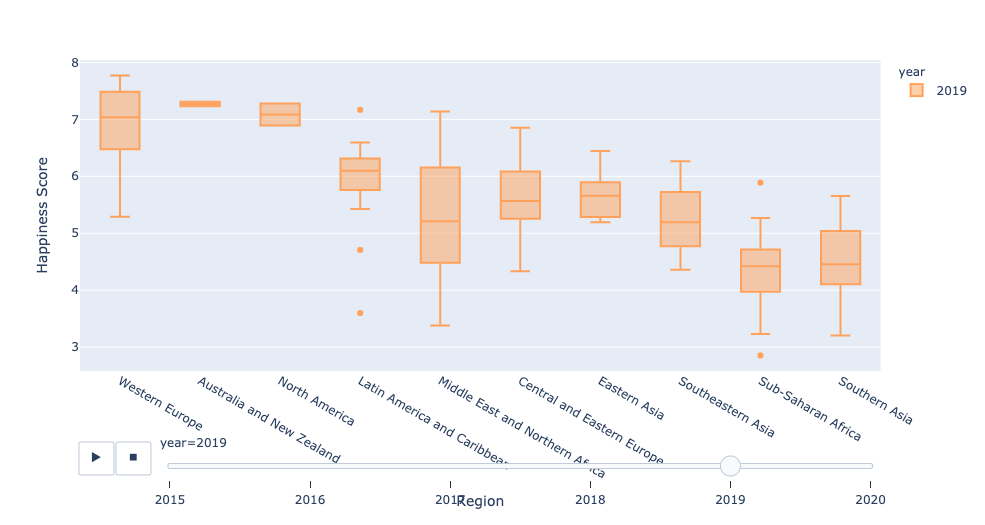 year
2019
8
7
6
5
4
3
Happiness Score
Western Europe
Australia and New Zealand
North America
Latin America and Caribbean
Middle East and Northern Africa
Central and Eastern Europe
Eastern Asia
Southeastern Asia
Sub-Saharan Africa
Southern Asia
year=2019
2015
2016
2017
2018
2019
2020
Region